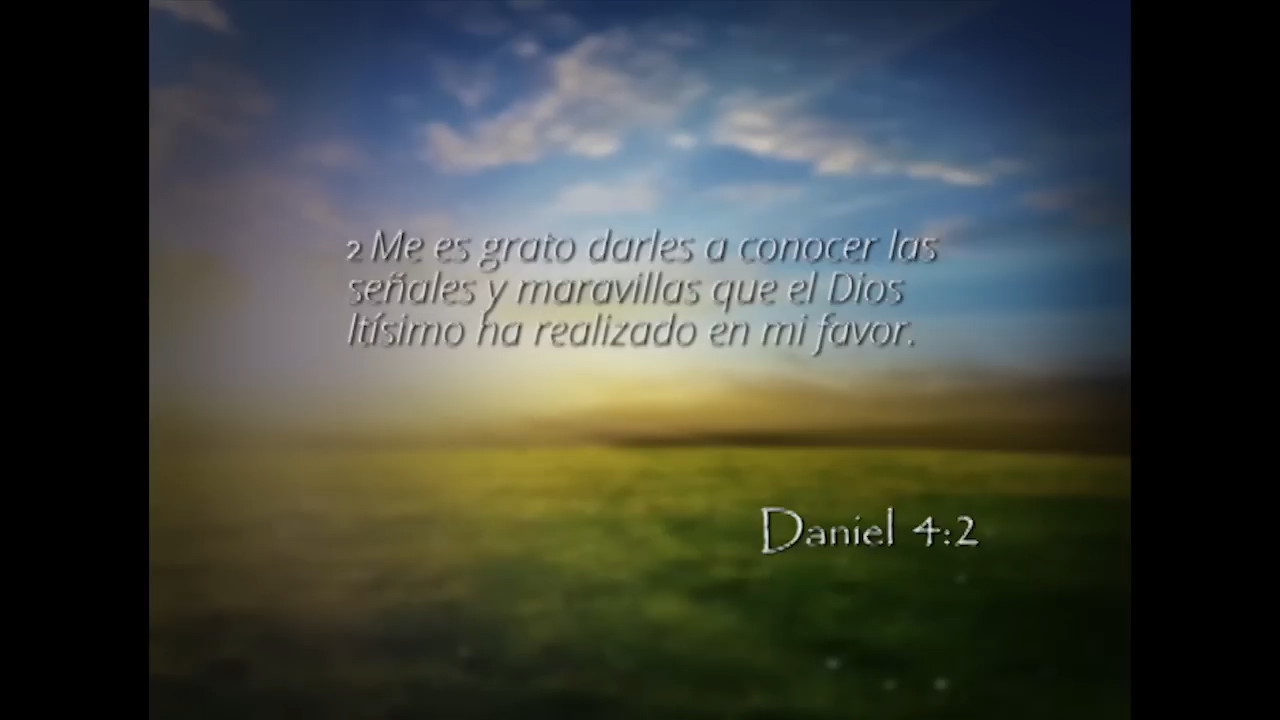 2 Me es grato darles a conocer las
señales y maravillas que el Dios
ltísimo ha realizado en mi favor.
Daniel 4:2